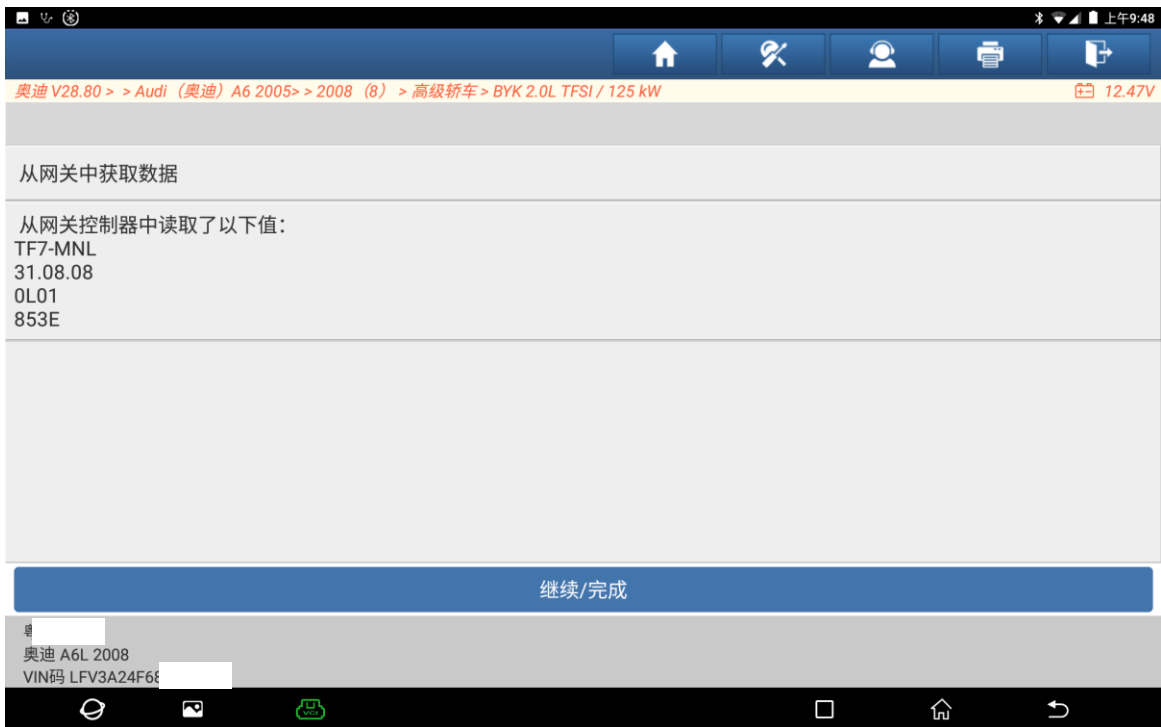 上午9:48
奥迪 V28.80 > > Audi（奥迪）A6 2005> > 2008（8） > 高级轿车 > BYK 2.0L TFSI / 125 kW
12.47V
从网关中获取数据
从网关控制器中读取了以下值：
TF7-MNL
31.08.08
0L01
853E
继续/完成
奥迪 A6L 2008
VIN码 LFV3A24F68
VCI